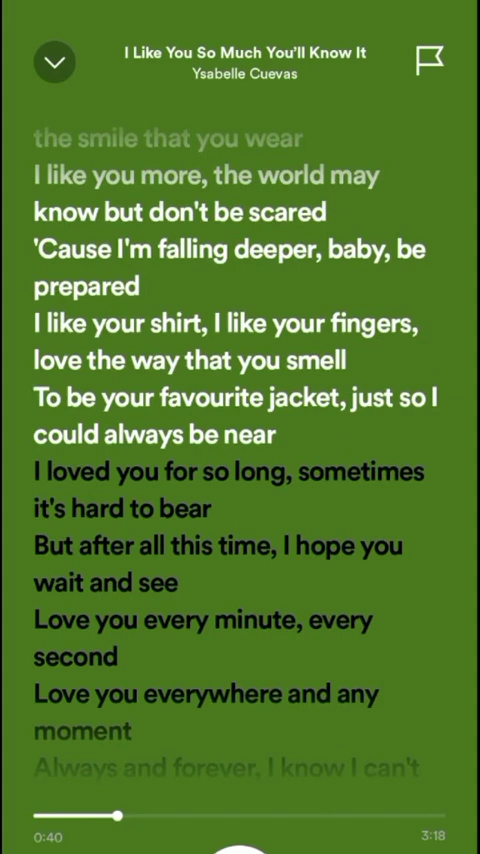 I Like You So Much You'll Know It
Ysabelle Cuevas
the smile that you wear
I like you more, the world may
know but don't be scared
'Cause I'm falling deeper, baby, be
prepared
I like your shirt, I like your fingers,
love the way that you smell
To be your favourite jacket, just so I
could always be near
I loved you for so long, sometimes
it's hard to bear
But after all this time, I hope you
wait and see
Love you every minute, every
second
Love you everywhere and any
moment
Always and forever, I know I can't
0:40
3:18